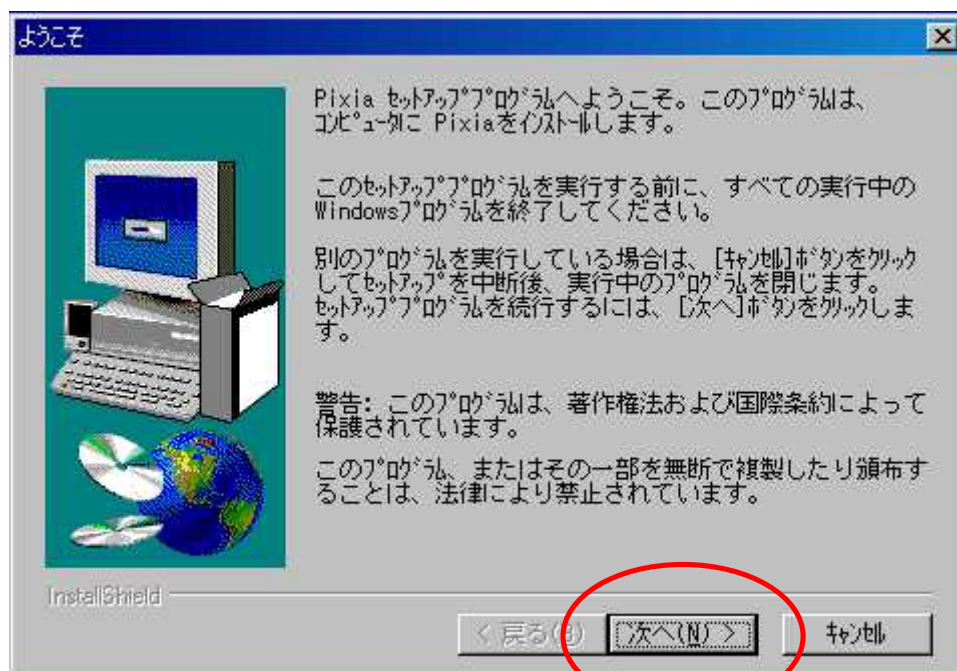 ようこそ
Pixia ｾｯﾄｱｯﾌﾟﾌﾟﾛｸﾞﾗﾑへようこそ。このﾌﾟﾛｸﾞﾗﾑは、
ｺﾝﾋﾟｭｰﾀに Pixiaをｲﾝｽﾄｰﾙします。
このｾｯﾄｱｯﾌﾟﾌﾟﾛｸﾞﾗﾑを実行する前に、すべての実行中の
Windowsﾌﾟﾛｸﾞﾗﾑを終了してください。
別のﾌﾟﾛｸﾞﾗﾑを実行している場合は、[ｷｬﾝｾﾙ]ﾎﾞﾀﾝをｸﾘｯｸ
してｾｯﾄｱｯﾌﾟを中断後、実行中のﾌﾟﾛｸﾞﾗﾑを閉じます。
ｾｯﾄｱｯﾌﾟﾌﾟﾛｸﾞﾗﾑを続行するには、[次へ]ﾎﾞﾀﾝをｸﾘｯｸしま
す。
警告: このﾌﾟﾛｸﾞﾗﾑは、著作権法および国際条約によって
保護されています。
このﾌﾟﾛｸﾞﾗﾑ、またはその一部を無断で複製したり頒布す
ることは、法律により禁止されています。
InstallShield
< 戻る(B) 次へ(N) > ｷｬﾝｾﾙ